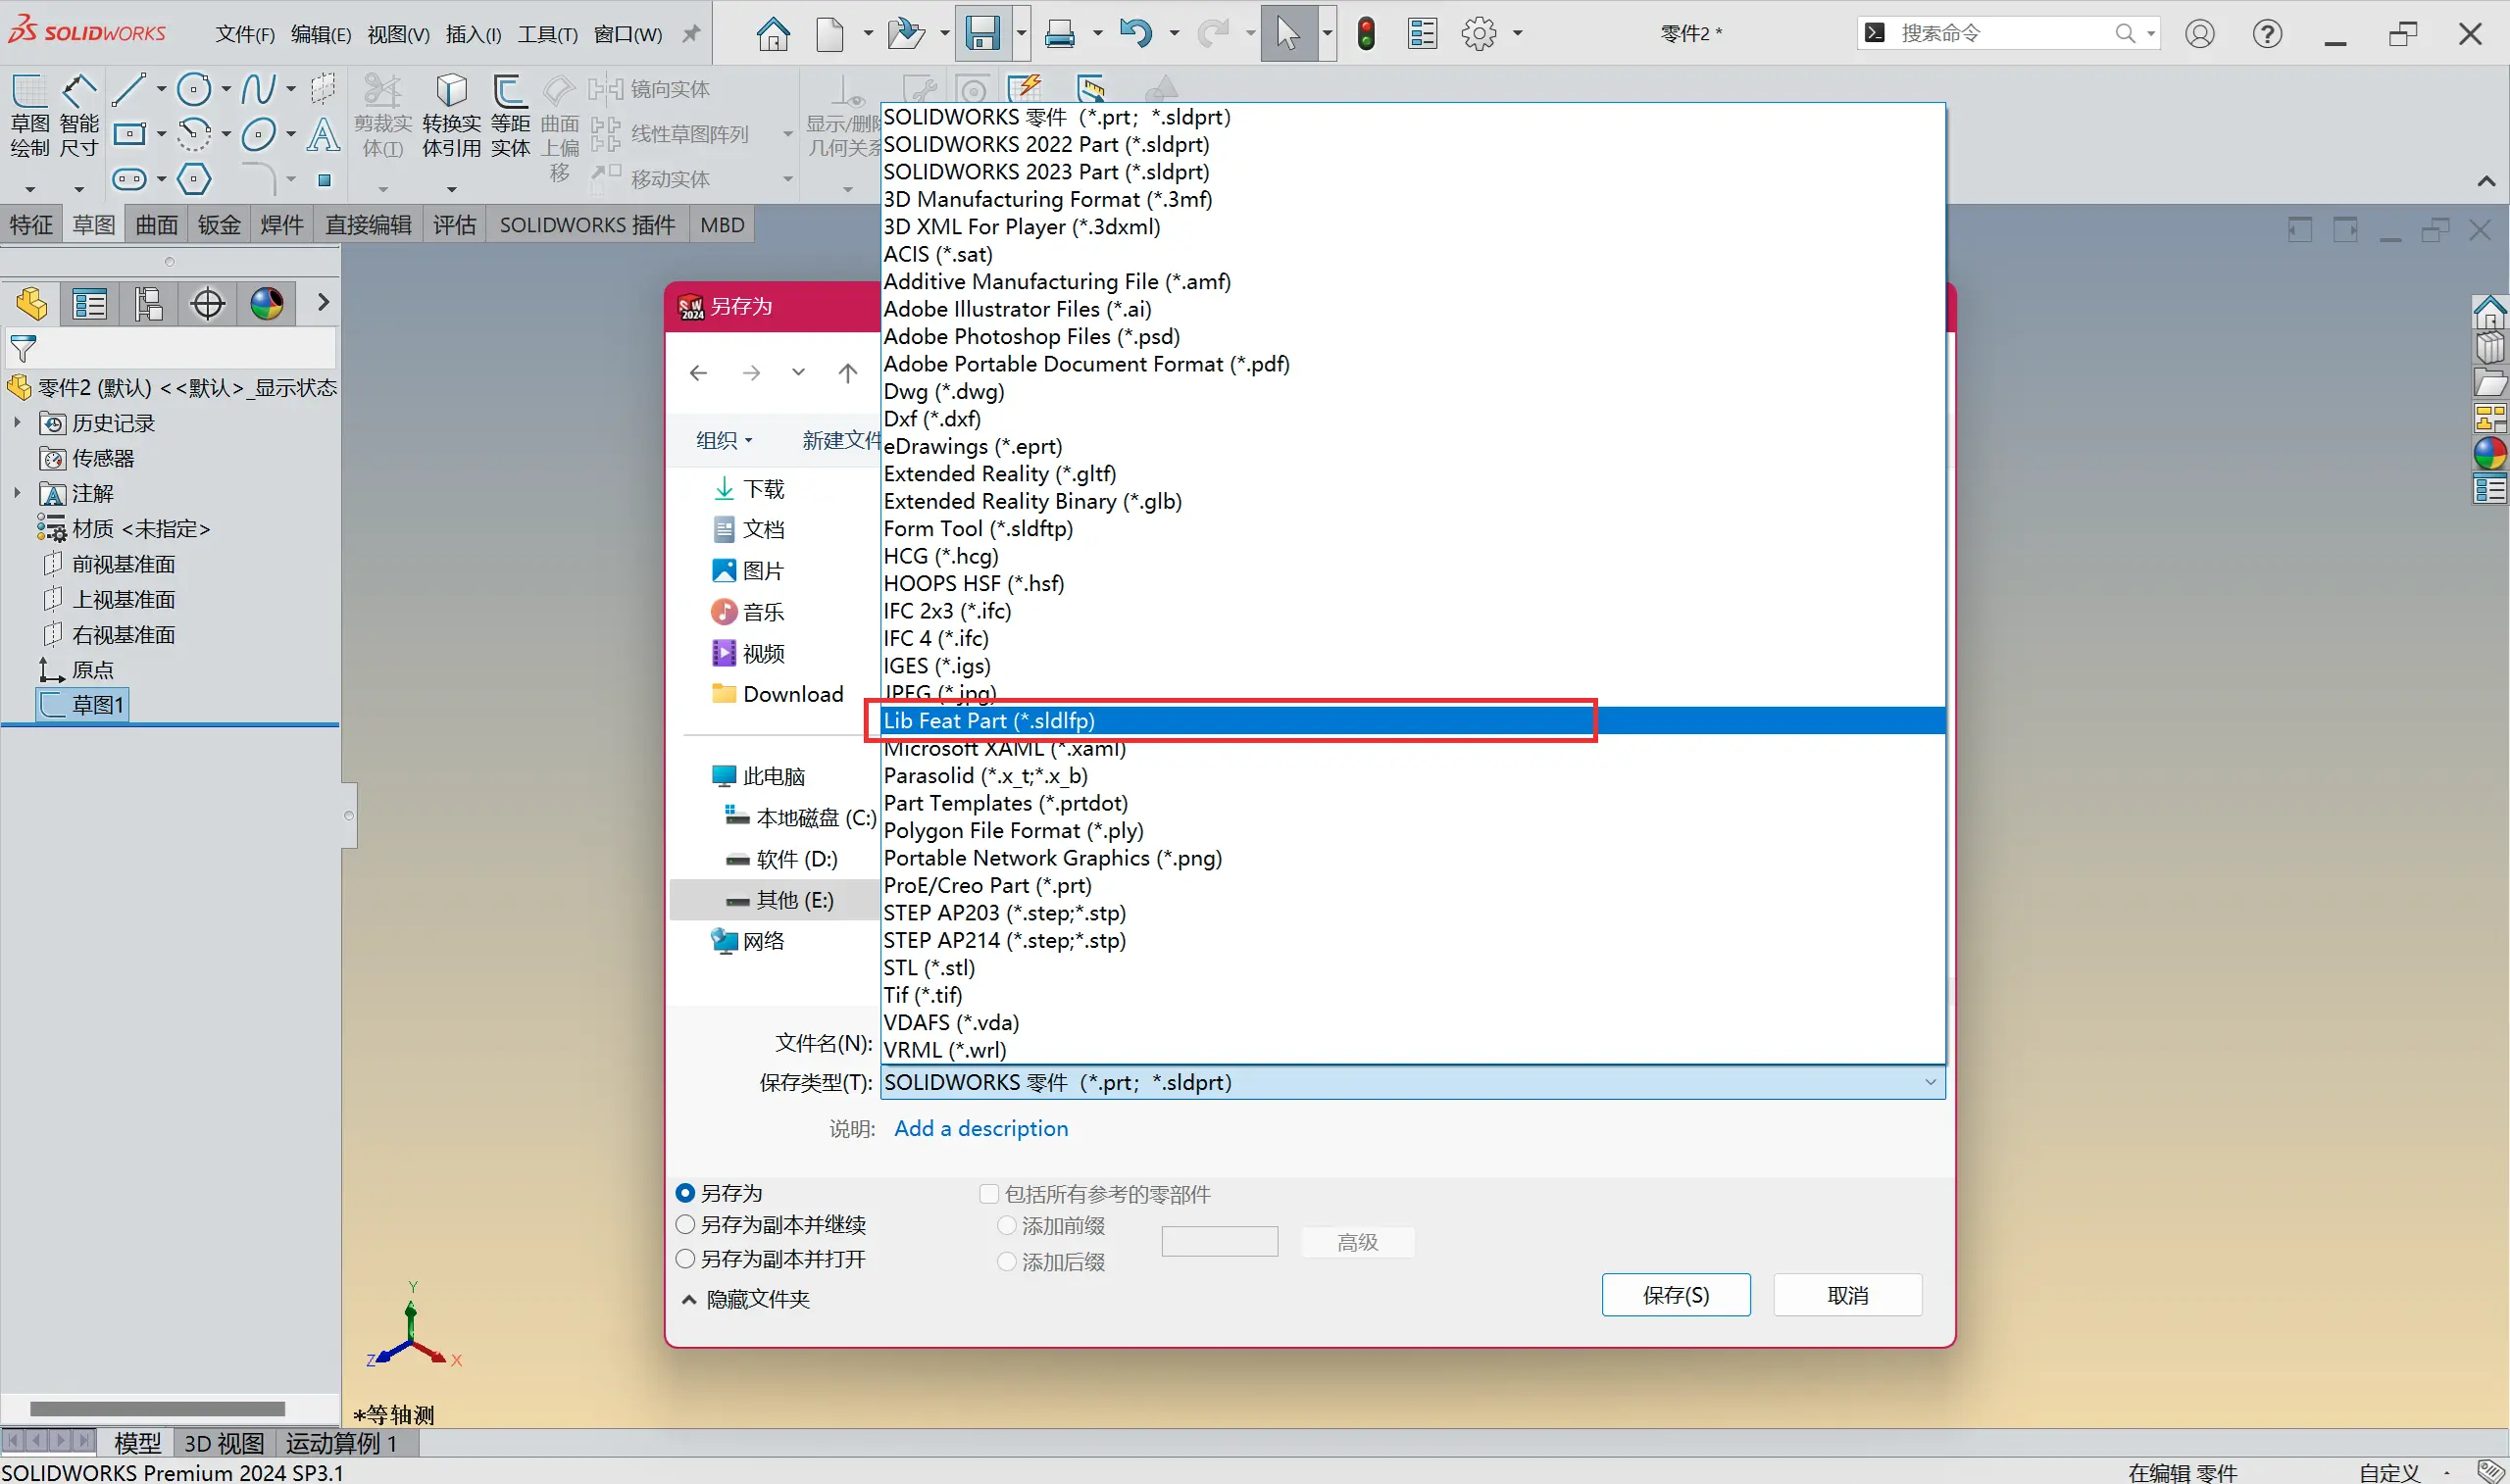 SOLIDWORKS 文件(F) 编辑(E) 视图(V) 插入(I) 工具(T) 窗口(W) 零件2 * 搜索命令
草图绘制 智能尺寸 剪裁实体(I) 转换实体引用 等距实体 曲面上偏移 镜向实体 线性草图阵列 移动实体 显示/删除几何关系
特征 草图 曲面 钣金 焊件 直接编辑 评估 SOLIDWORKS 插件 MBD
零件2 (默认) <<默认>_显示状态
历史记录
传感器
注解
材质 <未指定>
前视基准面
上视基准面
右视基准面
原点
草图1
SW 2024 另存为
组织 新建文件
下载
文档
图片
音乐
视频
Download
此电脑
本地磁盘 (C:)
软件 (D:)
其他 (E:)
网络
SOLIDWORKS 零件（*.prt；*.sldprt）
SOLIDWORKS 2022 Part (*.sldprt)
SOLIDWORKS 2023 Part (*.sldprt)
3D Manufacturing Format (*.3mf)
3D XML For Player (*.3dxml)
ACIS (*.sat)
Additive Manufacturing File (*.amf)
Adobe Illustrator Files (*.ai)
Adobe Photoshop Files (*.psd)
Adobe Portable Document Format (*.pdf)
Dwg (*.dwg)
Dxf (*.dxf)
eDrawings (*.eprt)
Extended Reality (*.gltf)
Extended Reality Binary (*.glb)
Form Tool (*.sldftp)
HCG (*.hcg)
HOOPS HSF (*.hsf)
IFC 2x3 (*.ifc)
IFC 4 (*.ifc)
IGES (*.igs)
JPEG (*.jpg)
Lib Feat Part (*.sldlfp)
Microsoft XAML (*.xaml)
Parasolid (*.x_t;*.x_b)
Part Templates (*.prtdot)
Polygon File Format (*.ply)
Portable Network Graphics (*.png)
ProE/Creo Part (*.prt)
STEP AP203 (*.step;*.stp)
STEP AP214 (*.step;*.stp)
STL (*.stl)
Tif (*.tif)
VDAFS (*.vda)
VRML (*.wrl)
文件名(N):
保存类型(T): SOLIDWORKS 零件（*.prt；*.sldprt）
说明: Add a description
另存为 包括所有参考的零部件
另存为副本并继续 添加前缀
另存为副本并打开 添加后缀 高级
隐藏文件夹 保存(S) 取消
Y
Z X
*等轴测
模型 3D 视图 运动算例 1
SOLIDWORKS Premium 2024 SP3.1 在编辑 零件 自定义